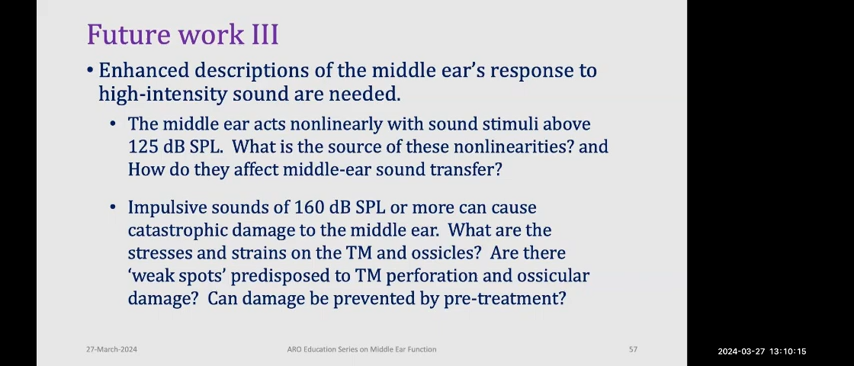 Future work III
• Enhanced descriptions of the middle ear's response to
high-intensity sound are needed.
• The middle ear acts nonlinearly with sound stimuli above
125 dB SPL. What is the source of these nonlinearities? and
How do they affect middle-ear sound transfer?
• Impulsive sounds of 160 dB SPL or more can cause
catastrophic damage to the middle ear. What are the
stresses and strains on the TM and ossicles? Are there
'weak spots' predisposed to TM perforation and ossicular
damage? Can damage be prevented by pre-treatment?
27-March-2024 ARO Education Series on Middle Ear Function 57
2024-03-27 13:10:15